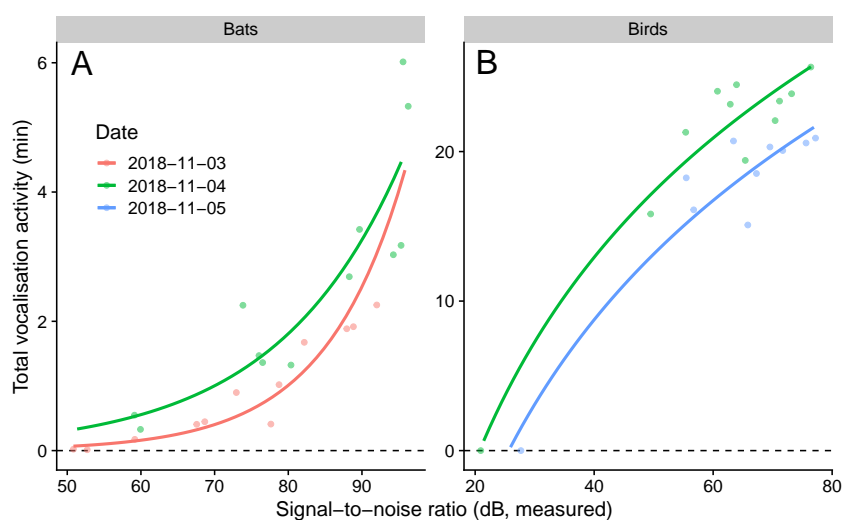 Bats
Birds
A
B
Total vocalisation activity (min)
6
4
2
0
Date
2018−11−03
2018−11−04
2018−11−05
20
10
0
50
60
70
80
90
20
40
60
80
Signal−to−noise ratio (dB, measured)